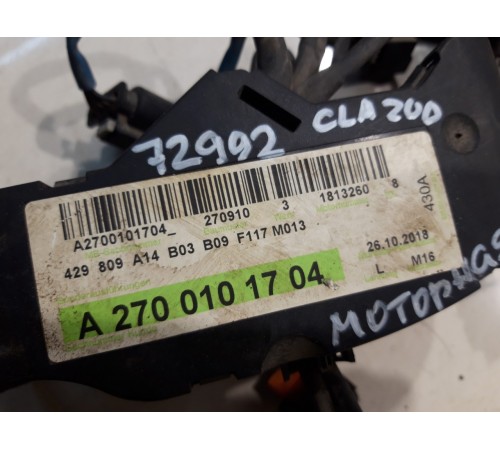 72992 CLA 200
A2700101704_ 270910 3 1813260 8
430A
429 809 A14 B03 B09 F117 M013
26.10.2018
A 270 010 17 04
L M16
МОТОРНАЯ